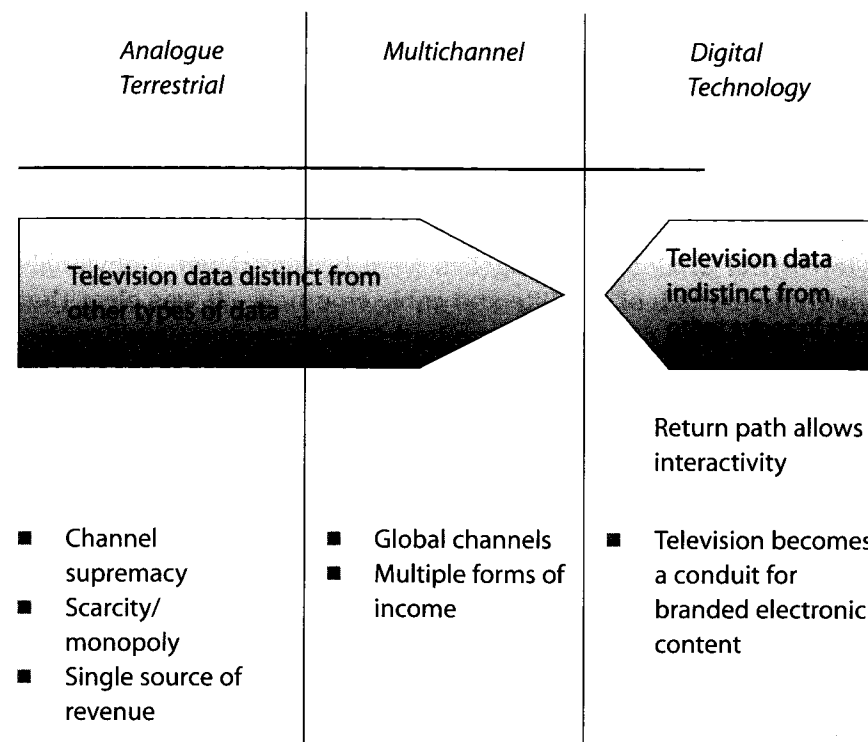 Analogue
Terrestrial
Multichannel
Digital
Technology
Television data distinct from
other types of data
Television data
indistinct from
Return path allows
interactivity
■ Channel
supremacy
■ Scarcity/
monopoly
■ Single source of
revenue
■ Global channels
■ Multiple forms of
income
■ Television becomes
a conduit for
branded electronic
content